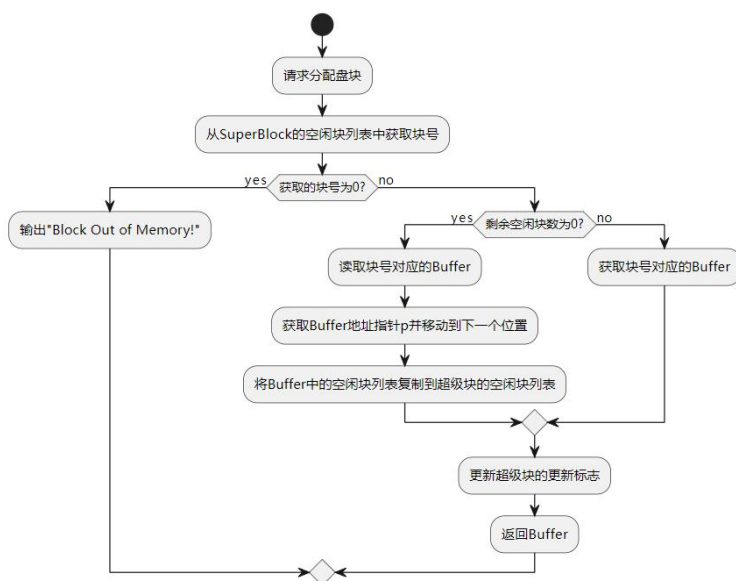 请求分配盘块
从SuperBlock的空闲块列表中获取块号
yes
获取的块号为0?
no
输出"Block Out of Memory!"
yes
剩余空闲块数为0?
no
读取块号对应的Buffer
获取块号对应的Buffer
获取Buffer地址指针p并移动到下一个位置
将Buffer中的空闲块列表复制到超级块的空闲块列表
更新超级块的更新标志
返回Buffer